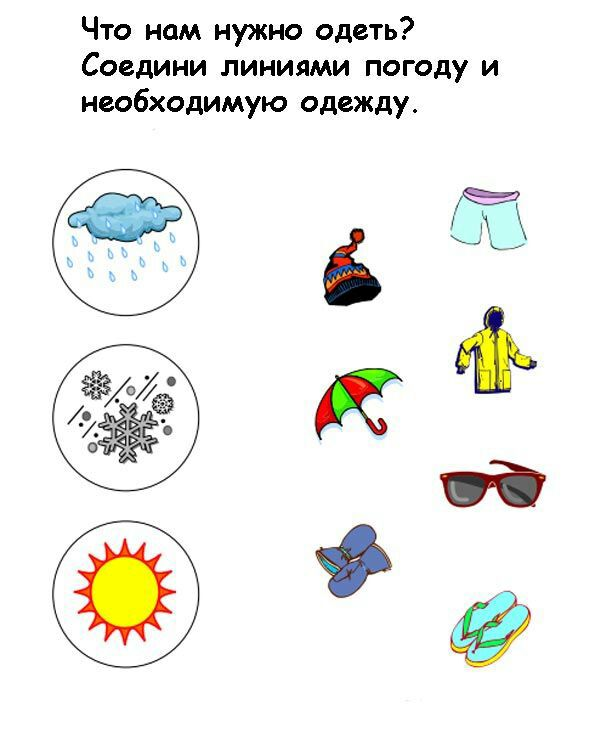 Что нам нужно одеть?
Соедини линиями погоду и
необходимую одежду.